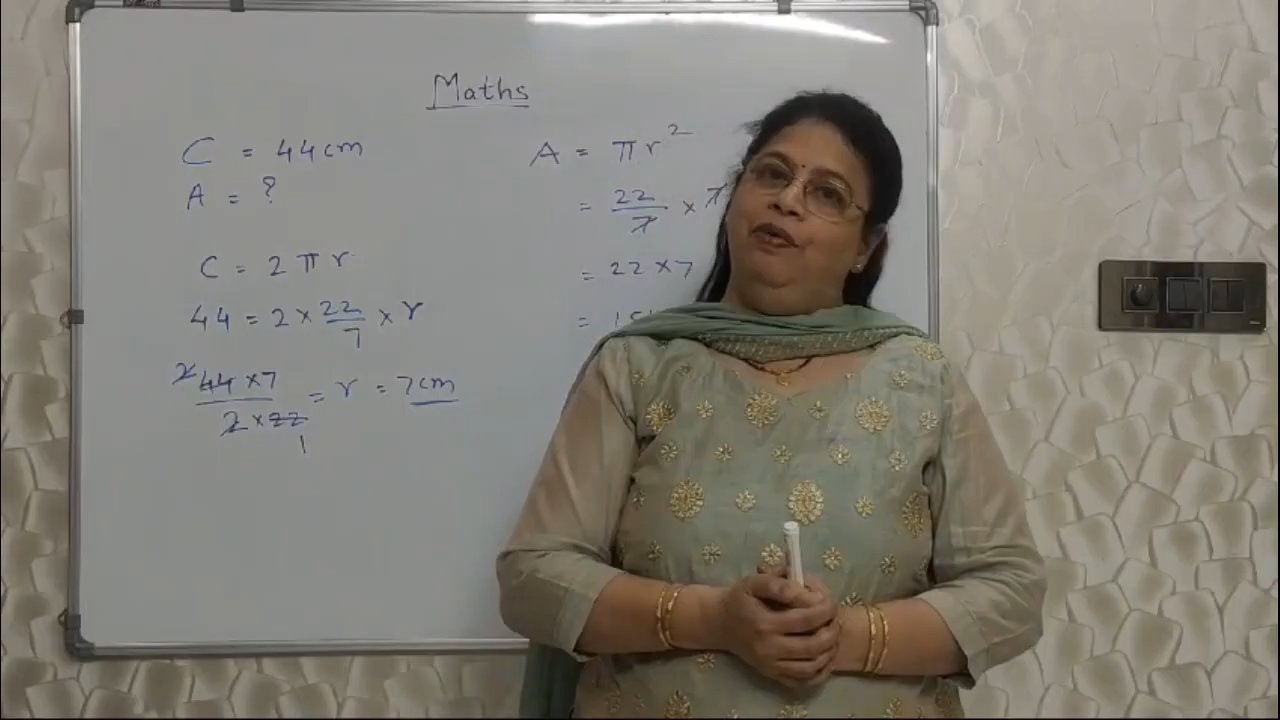 Maths
C = 44cm
A = ?
C = 2πr
44 = 2 × 22/7 × r
2 44 × 7 / 2 × 22 1 = r = 7cm
A = πr²
= 22/7 × 7
= 22 × 7
=